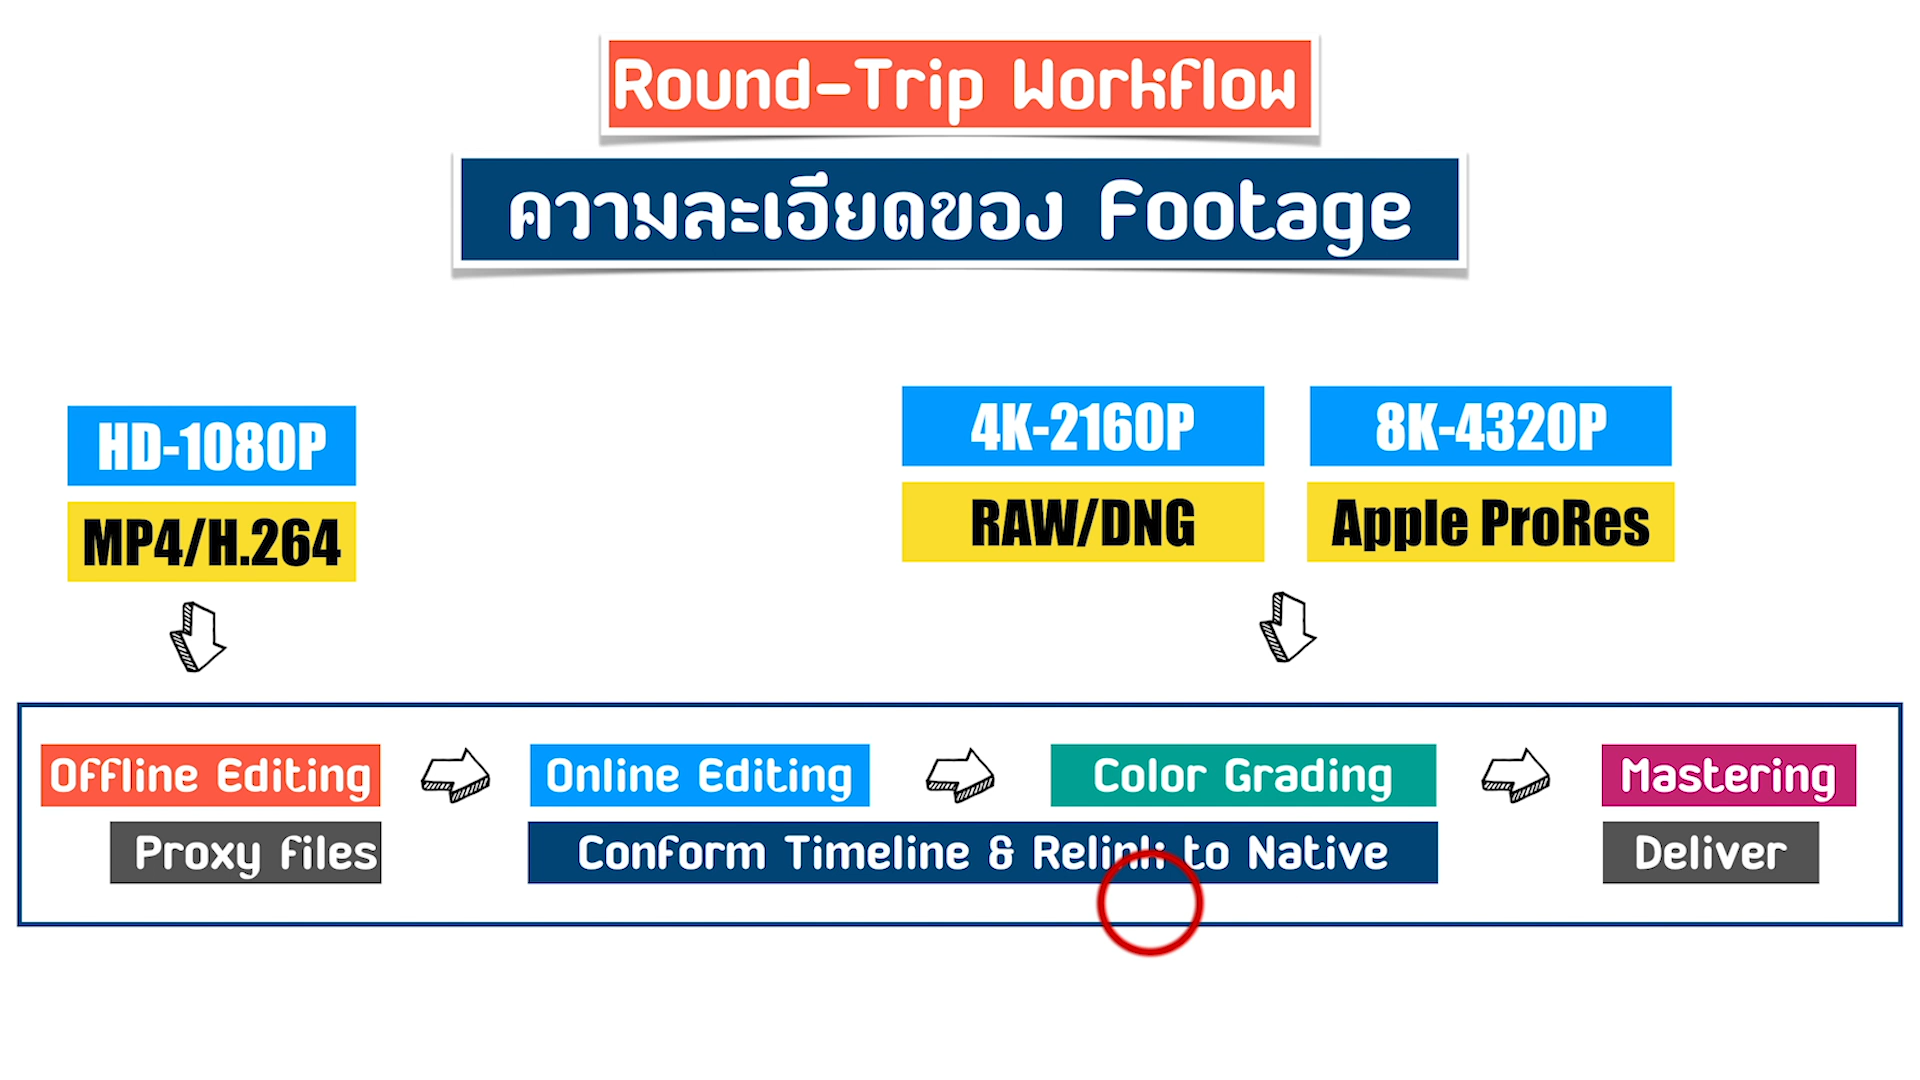 Round-Trip Workflow
ความละเอียดของ Footage
HD-1080P
MP4/H.264
4K-2160P
RAW/DNG
8K-4320P
Apple ProRes
Offline Editing
Online Editing
Color Grading
Mastering
Proxy files
Conform Timeline & Relink to Native
Deliver